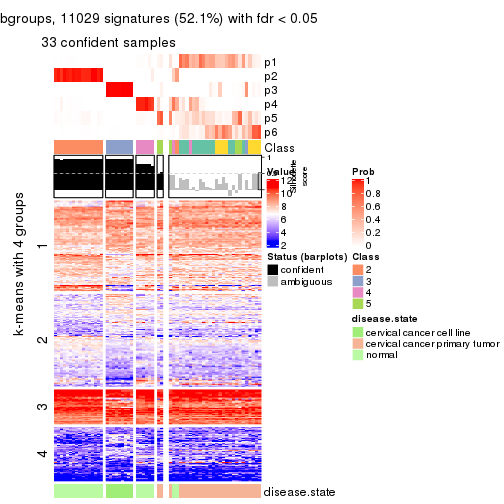 bgroups, 11029 signatures (52.1%) with fdr < 0.05
33 confident samples
p1
p2
p3
p4
p5
p6
Class
1
Silhouette
score
k-means with 4 groups
1
2
3
4
disease.state
Value
12
10
8
6
4
2
Prob
1
0.8
0.6
0.4
0.2
0
Status (barplots)
confident
ambiguous
Class
2
3
4
5
disease.state
cervical cancer cell line
cervical cancer primary tumor
normal